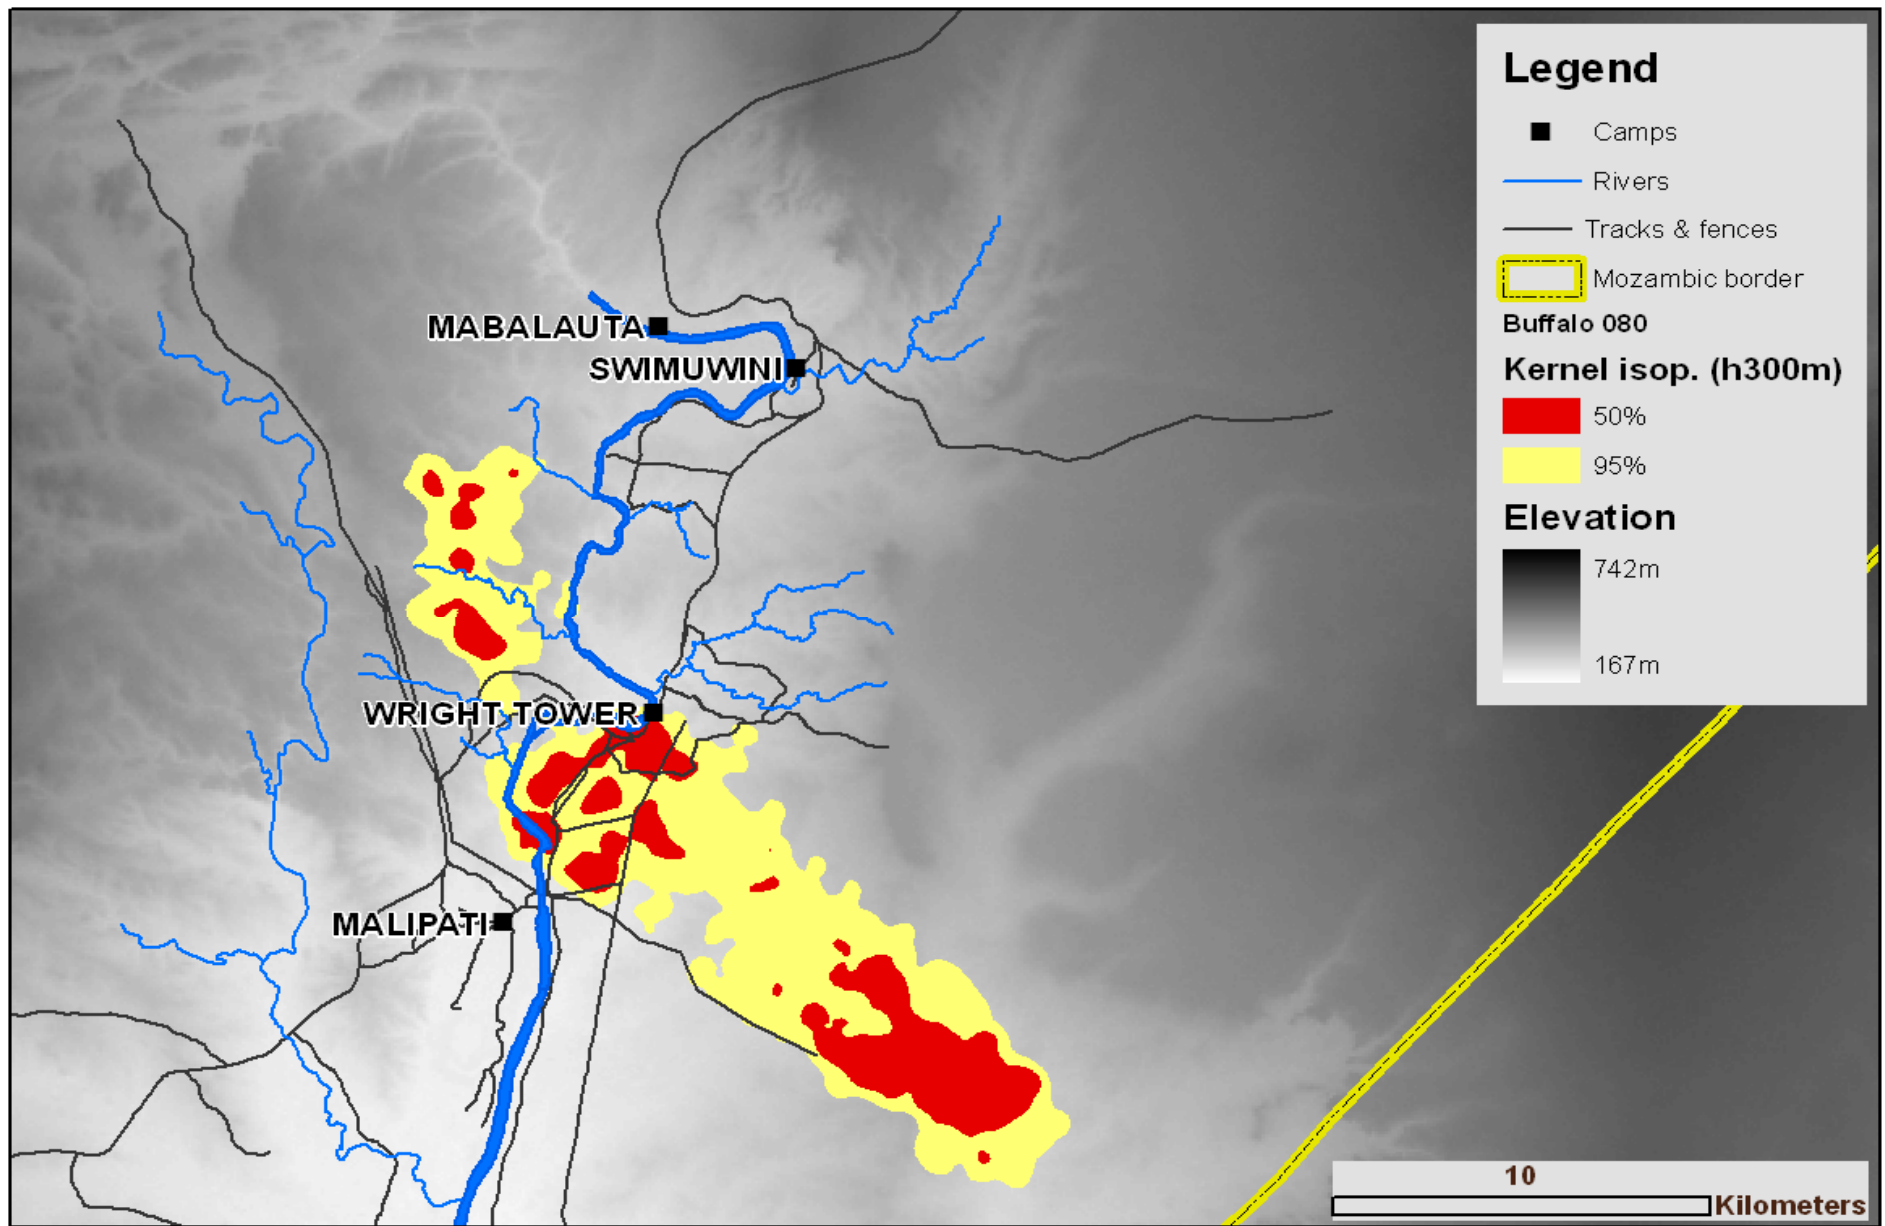 Legend
Camps
Rivers
Tracks & fences
Mozambic border
Buffalo 080
Kernel isop. (h300m)
50%
95%
Elevation
742m
167m
MABALAUTA
SWIMUWINI
WRIGHT TOWER
MALIPATI
10
Kilometers